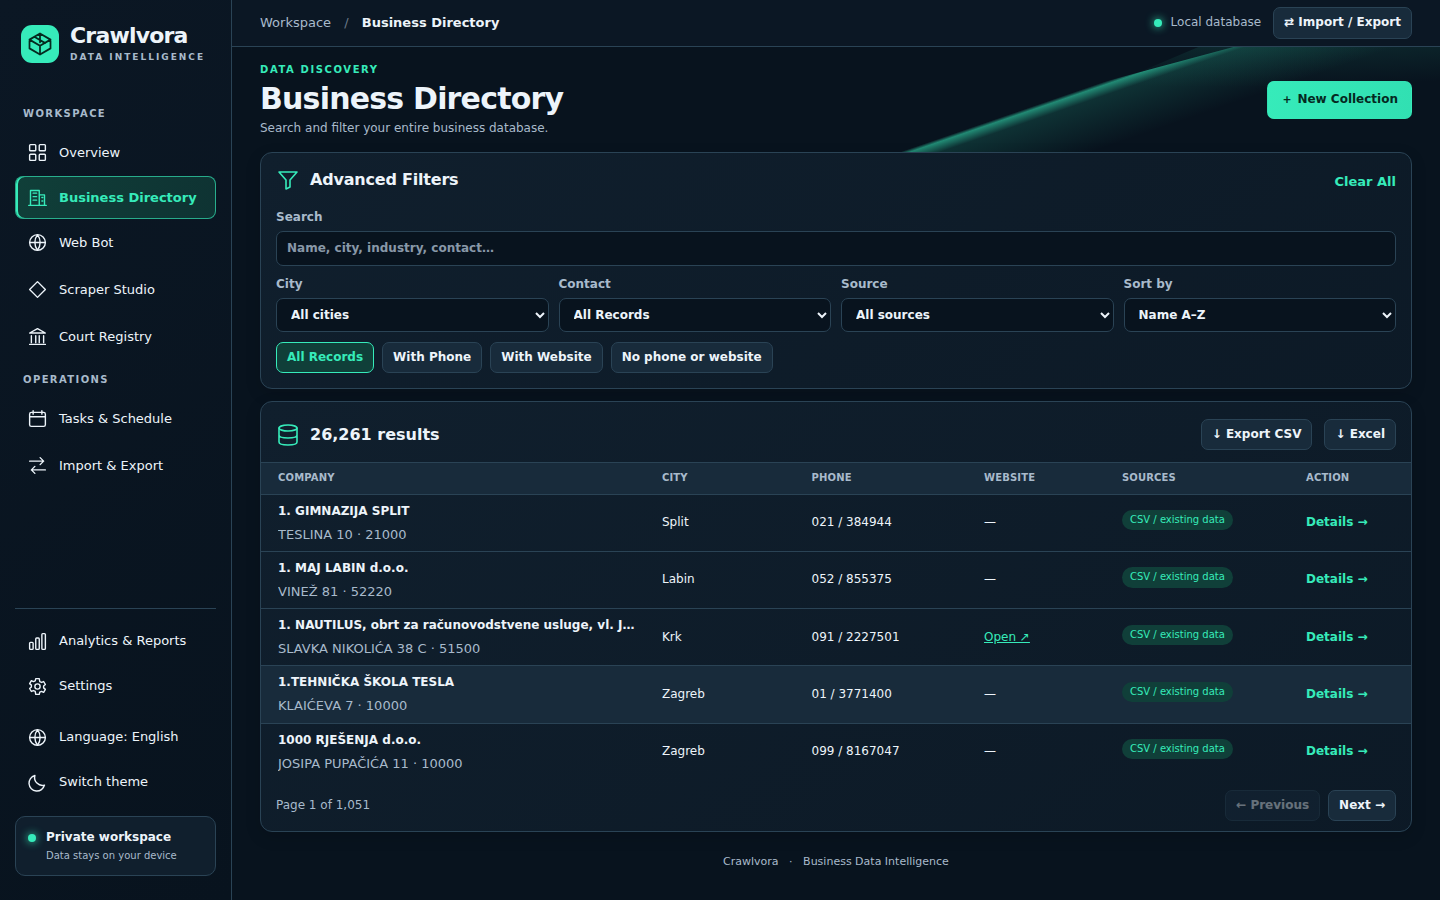 Crawlvora
DATA INTELLIGENCE
WORKSPACE
Overview
Business Directory
Web Bot
Scraper Studio
Court Registry
OPERATIONS
Tasks & Schedule
Import & Export
Analytics & Reports
Settings
Language: English
Switch theme
Private workspace
Data stays on your device
Workspace / Business Directory
Local database
⇄ Import / Export
DATA DISCOVERY
Business Directory
Search and filter your entire business database.
+ New Collection
Advanced Filters
Clear All
Search
Name, city, industry, contact…
City Contact Source Sort by
All cities All Records All sources Name A–Z
All Records With Phone With Website No phone or website
26,261 results
↓ Export CSV ↓ Excel
COMPANY CITY PHONE WEBSITE SOURCES ACTION
1. GIMNAZIJA SPLIT
TESLINA 10 · 21000
Split 021 / 384944 — CSV / existing data Details →
1. MAJ LABIN d.o.o.
VINEŽ 81 · 52220
Labin 052 / 855375 — CSV / existing data Details →
1. NAUTILUS, obrt za računovodstvene usluge, vl. J…
SLAVKA NIKOLIĆA 38 C · 51500
Krk 091 / 2227501 Open ↗ CSV / existing data Details →
1.TEHNIČKA ŠKOLA TESLA
KLAIĆEVA 7 · 10000
Zagreb 01 / 3771400 — CSV / existing data Details →
1000 RJEŠENJA d.o.o.
JOSIPA PUPAČIĆA 11 · 10000
Zagreb 099 / 8167047 — CSV / existing data Details →
Page 1 of 1,051
← Previous Next →
Crawlvora · Business Data Intelligence